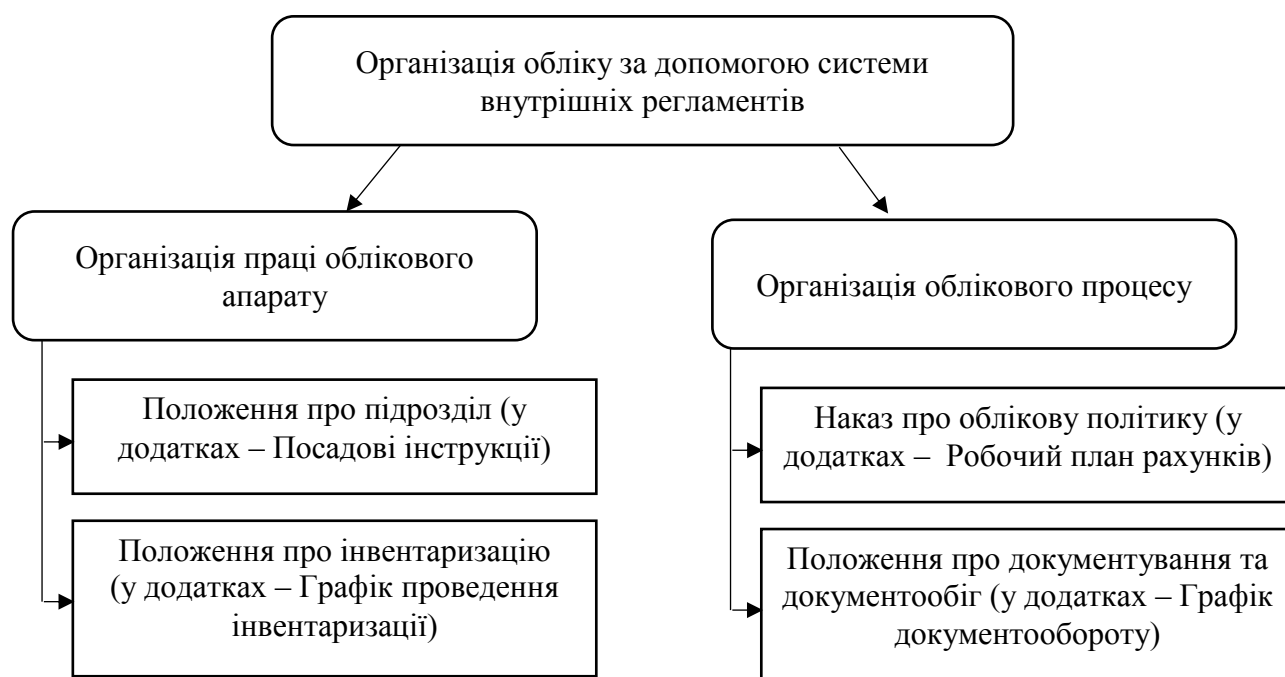 Організація обліку за допомогою системи
внутрішніх регламентів
Організація праці облікового
апарату
Положення про підрозділ (у
додатках – Посадові інструкції)
Положення про інвентаризацію
(у додатках – Графік проведення
інвентаризації)
Організація облікового процесу
Наказ про облікову політику (у
додатках – Робочий план рахунків)
Положення про документування та
документообіг (у додатках – Графік
документообороту)